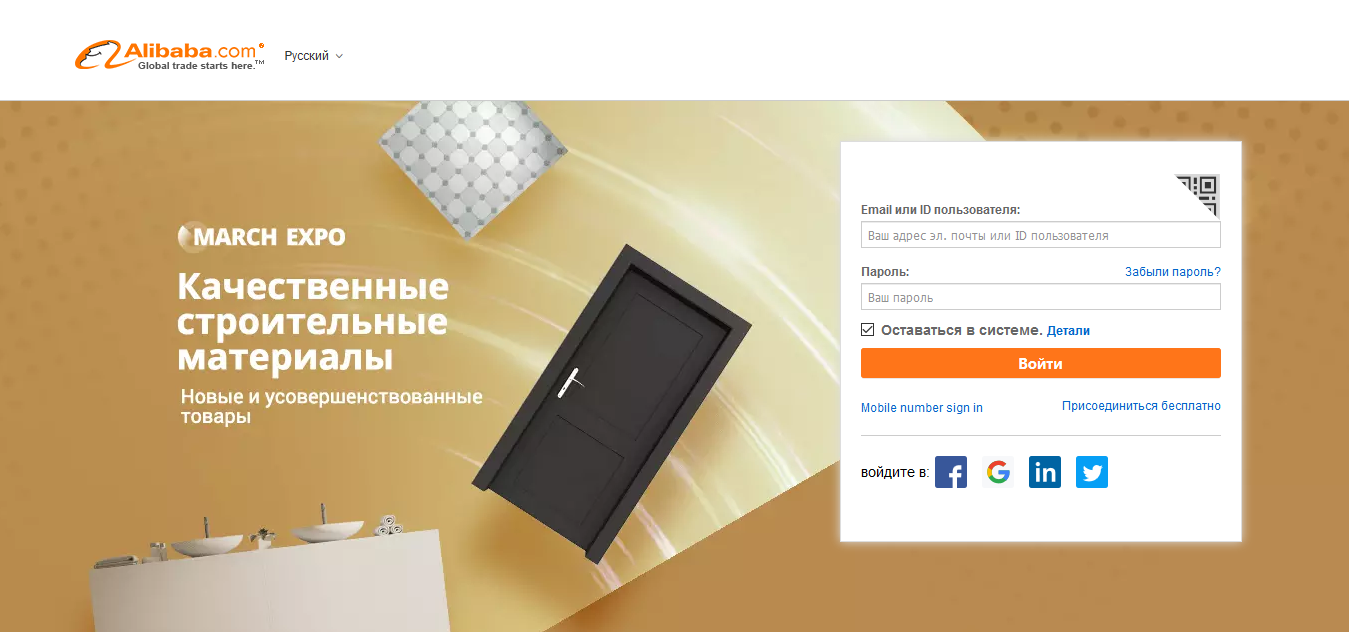 Alibaba.com®
Global trade starts here.™
Русский
MARCH EXPO
Качественные
строительные
материалы
Новые и усовершенствованные
товары
Email или ID пользователя:
Ваш адрес эл. почты или ID пользователя
Пароль:
Забыли пароль?
Ваш пароль
Оставаться в системе. Детали
Войти
Mobile number sign in
Присоединиться бесплатно
войдите в: